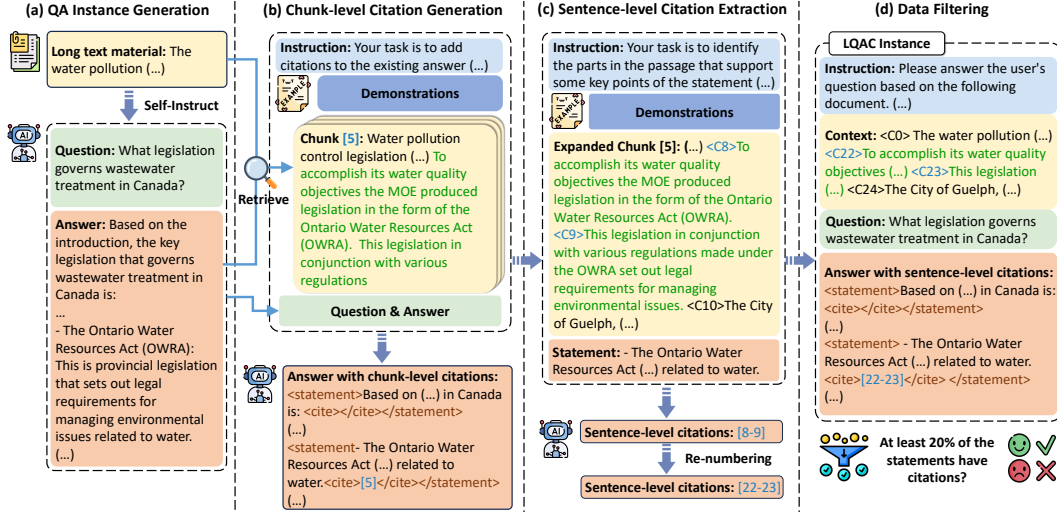 (a) QA Instance Generation
Long text material: The
water pollution (…)
Self-Instruct
Question: What legislation
governs wastewater
treatment in Canada?
Answer: Based on the
introduction, the key
legislation that governs
wastewater treatment in
Canada is:
…
- The Ontario Water
Resources Act (OWRA):
This is provincial legislation
that sets out legal
requirements for
managing environmental
issues related to water.
(…)
Retrieve
(b) Chunk-level Citation Generation
Instruction: Your task is to add
citations to the existing answer (…)
EXAMPLE
Demonstrations
Chunk [5]: Water pollution
control legislation (…) To
accomplish its water quality
objectives the MOE produced
legislation in the form of the
Ontario Water Resources Act
(OWRA).  This legislation in
conjunction with various
regulations
Question & Answer
AI
Answer with chunk-level citations:
<statement>Based on (…) in Canada
is: <cite></cite></statement>
(…)
<statement- The Ontario Water
Resources Act (…) related to
water.<cite>[5]</cite></statement>
(…)
(c) Sentence-level Citation Extraction
Instruction: Your task is to identify
the parts in the passage that support
some key points of the statement (…)
EXAMPLE
Demonstrations
Expanded Chunk [5]: (…) <C8>To
accomplish its water quality
objectives the MOE produced
legislation in the form of the Ontario
Water Resources Act (OWRA).
<C9>This legislation in conjunction
with various regulations made under
the OWRA set out legal
requirements for managing
environmental issues. <C10>The City
of Guelph, (…)
Statement: - The Ontario Water
Resources Act (…) related to water.
AI
Sentence-level citations: [8-9]
Re-numbering
Sentence-level citations: [22-23]
(d) Data Filtering
LQAC Instance
Instruction: Please answer the user's
question based on the following
document. (…)
Context: <C0> The water pollution (…)
<C22>To accomplish its water quality
objectives (…) <C23>This legislation
(…) <C24>The City of Guelph, (…)
Question: What legislation governs
wastewater treatment in Canada?
Answer with sentence-level citations:
<statement>Based on (…) in Canada is:
<cite></cite></statement>
(…)
<statement> - The Ontario Water
Resources Act (…) related to water.
<cite>[22-23]</cite> </statement>
(…)
At least 20% of the
statements have
citations?